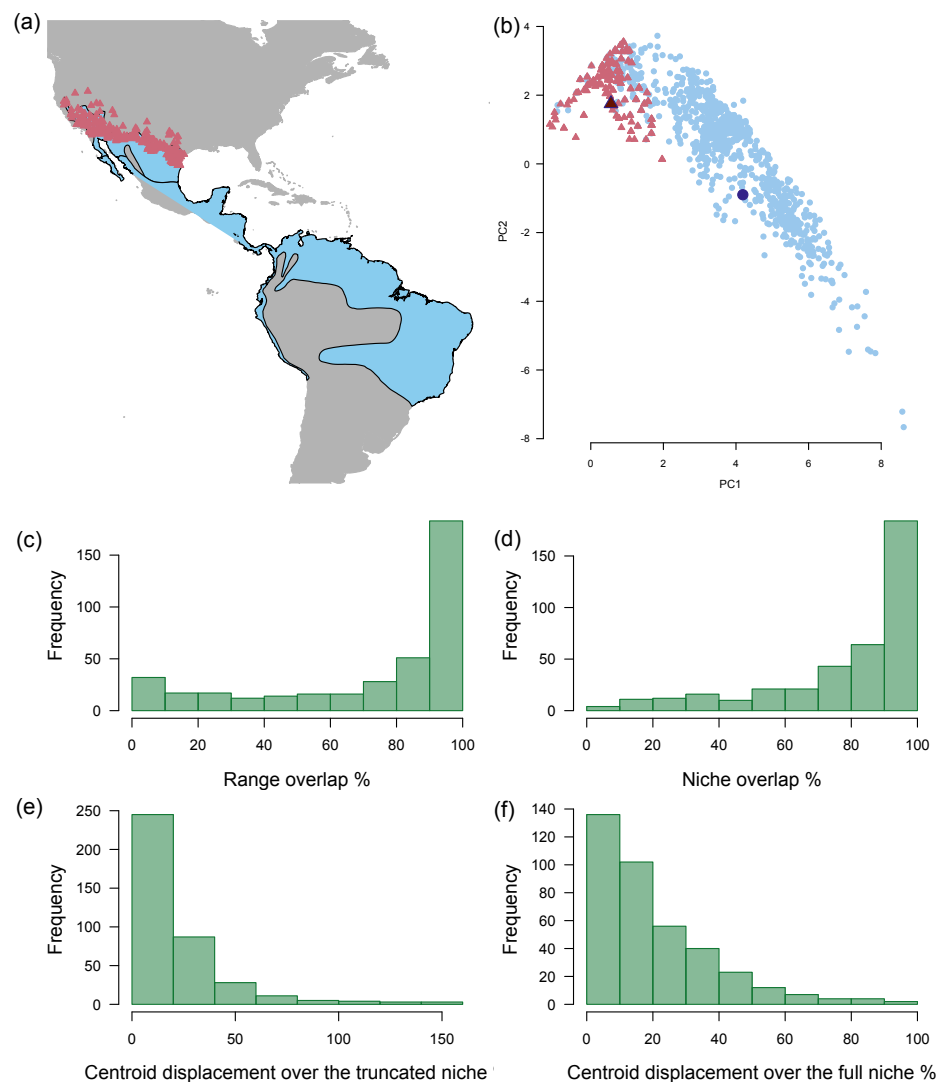 (a)
(b)
4
2
0
-2
-4
-6
-8
PC2
0 2 4 6 8
PC1
(c)
150
100
50
0
Frequency
0 20 40 60 80 100
Range overlap %
(d)
150
100
50
0
Frequency
0 20 40 60 80 100
Niche overlap %
(e)
250
200
150
100
50
0
Frequency
0 50 100 150
Centroid displacement over the truncated niche
(f)
140
120
100
80
60
40
20
0
Frequency
0 20 40 60 80 100
Centroid displacement over the full niche %